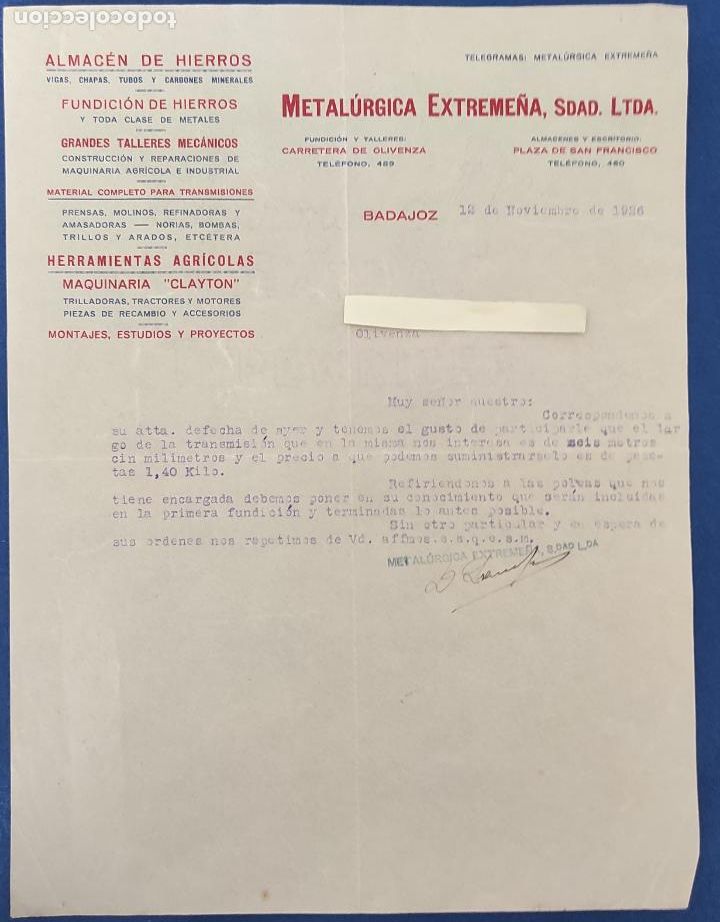 todocoleccion
ALMACÉN DE HIERROS
VIGAS, CHAPAS, TUBOS Y CARBONES MINERALES
FUNDICIÓN DE HIERROS
Y TODA CLASE DE METALES
GRANDES TALLERES MECÁNICOS
CONSTRUCCIÓN Y REPARACIONES DE
MAQUINARIA AGRÍCOLA E INDUSTRIAL
MATERIAL COMPLETO PARA TRANSMISIONES
PRENSAS, MOLINOS, REFINADORAS Y
AMASADORAS — NORIAS, BOMBAS,
TRILLOS Y ARADOS, ETCÉTERA
HERRAMIENTAS AGRÍCOLAS
MAQUINARIA "CLAYTON"
TRILLADORAS, TRACTORES Y MOTORES
PIEZAS DE RECAMBIO Y ACCESORIOS
MONTAJES, ESTUDIOS Y PROYECTOS
TELEGRAMAS: METALÚRGICA EXTREMEÑA
METALÚRGICA EXTREMEÑA, SDAD. LTDA.
FUNDICIÓN Y TALLERES:
CARRETERA DE OLIVENZA
TELÉFONO, 489
ALMACENES Y ESCRITORIO:
PLAZA DE SAN FRANCISCO
TELÉFONO, 460
BADAJOZ 12 de Noviembre de 1926
Olivenza
Muy señor nuestro:
Correspondemos a
su atta. defecha de ayer y tenemos el gusto de participarle que el lar
go de la transmisión que en la misma nos interesa es de seis metros
cin milímetros y el precio a que podemos suministrarselo es de pese-
tas 1,40 Kilo.
Refiriendonos a las poleas que nos
tiene encargada debemos poner en su conocimiento que serán incluidas
en la primera fundición y terminadas lo antes posible.
Sin otro particular y en espera de
sus ordenes nos repetimos de Vd. affmos.s.s.q.e.s.m.
METALÚRGICA EXTREMEÑA, S.DAD L.DA